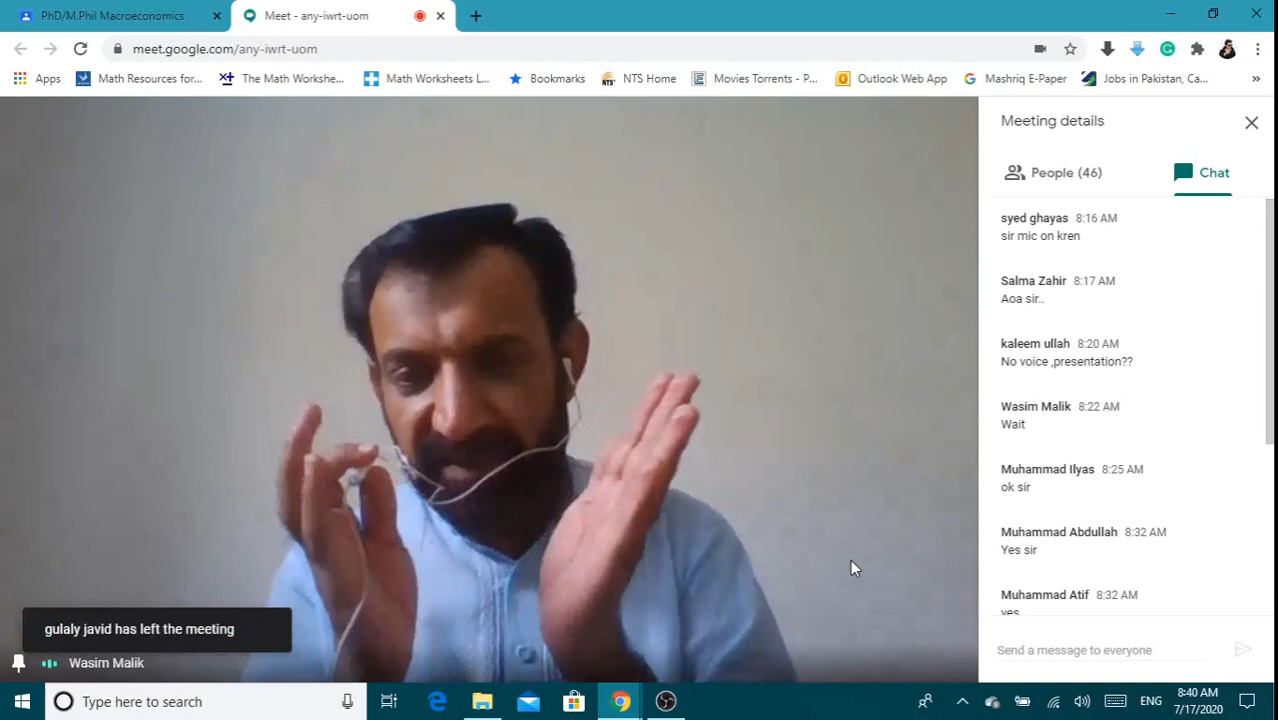 PhD/M.Phil Macroeconomics
Meet - any-iwrt-uom
meet.google.com/any-iwrt-uom
Apps
Math Resources for...
The Math Workshe...
Math Worksheets L...
Bookmarks
NTS Home
Movies Torrents - P...
Outlook Web App
Mashriq E-Paper
Jobs in Pakistan, Ca...
»
Meeting details
People (46)
Chat
syed ghayas 8:16 AM
sir mic on kren
Salma Zahir 8:17 AM
Aoa sir..
kaleem ullah 8:20 AM
No voice ,presentation??
Wasim Malik 8:22 AM
Wait
Muhammad Ilyas 8:25 AM
ok sir
Muhammad Abdullah 8:32 AM
Yes sir
Muhammad Atif 8:32 AM
yes
Send a message to everyone
gulaly javid has left the meeting
Wasim Malik
Type here to search
ENG
8:40 AM
7/17/2020